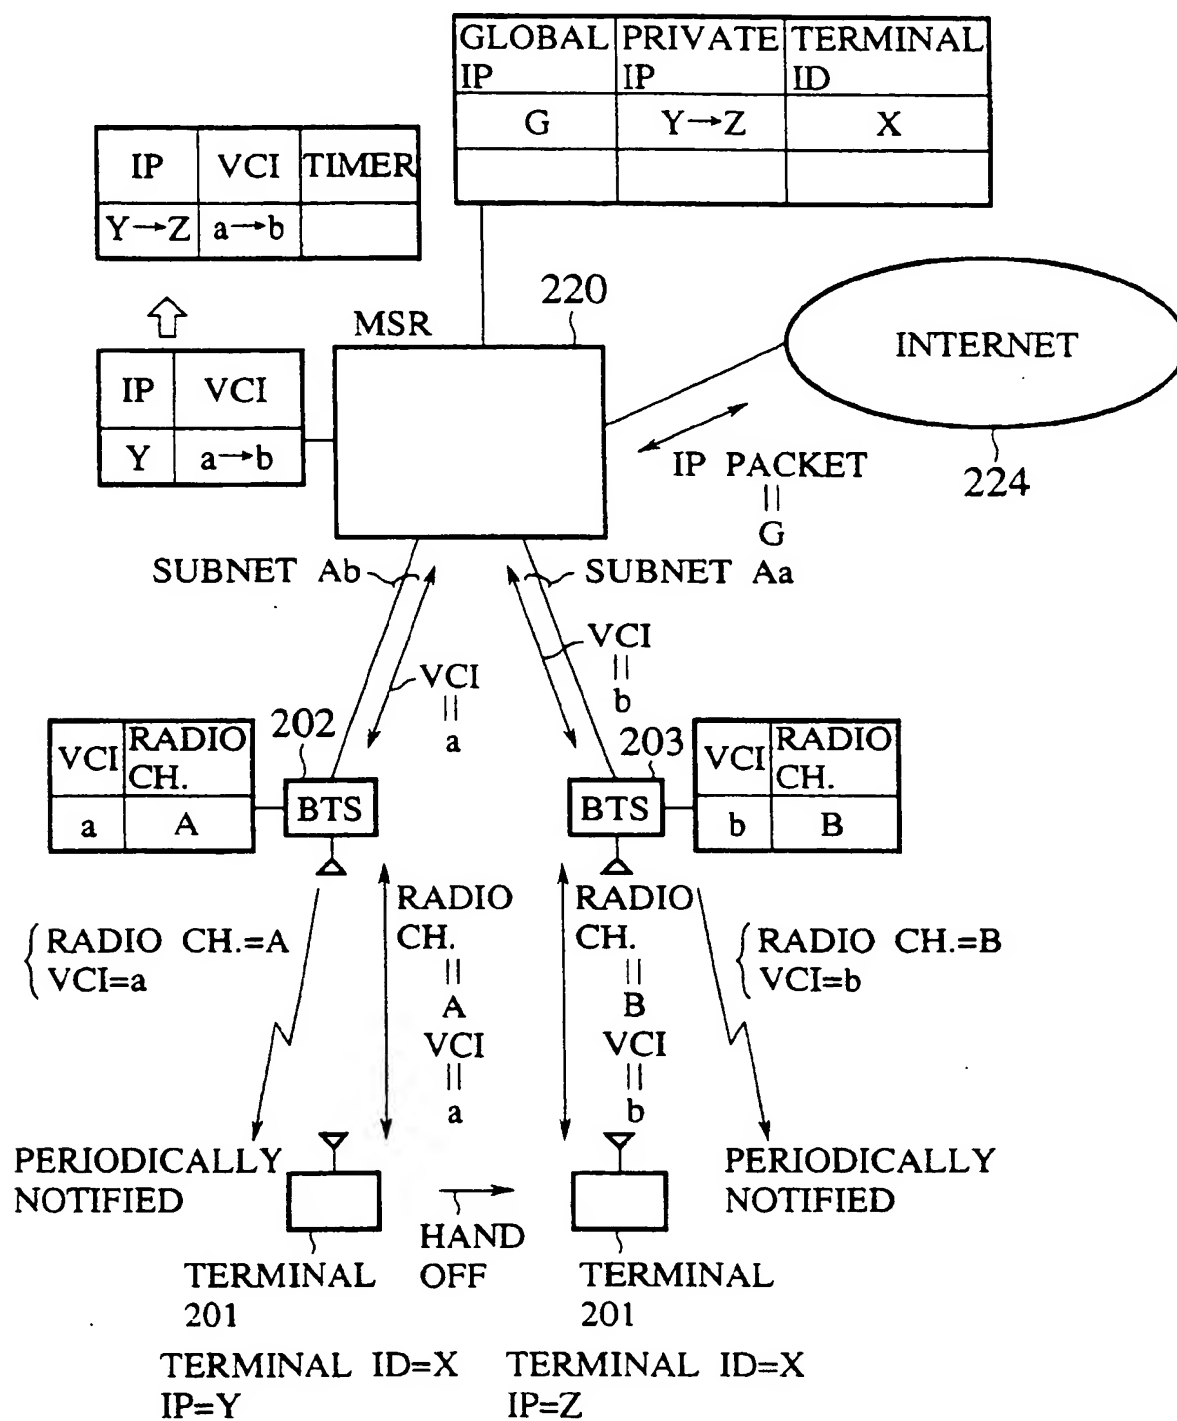 GLOBAL IP PRIVATE IP TERMINAL ID
G Y→Z X
IP VCI TIMER
Y→Z a→b
220
MSR
INTERNET
IP VCI
Y a→b
IP PACKET
||
G
224
SUBNET Ab
SUBNET Aa
VCI
||
a
VCI
||
b
202
203
VCI RADIO CH.
a A
BTS
BTS
VCI RADIO CH.
b B
RADIO CH.=A
VCI=a
RADIO
CH.
||
A
VCI
||
a
RADIO
CH.
||
B
VCI
||
b
RADIO CH.=B
VCI=b
PERIODICALLY
NOTIFIED
PERIODICALLY
NOTIFIED
HAND
OFF
TERMINAL
201
TERMINAL
201
TERMINAL ID=X
IP=Y
TERMINAL ID=X
IP=Z